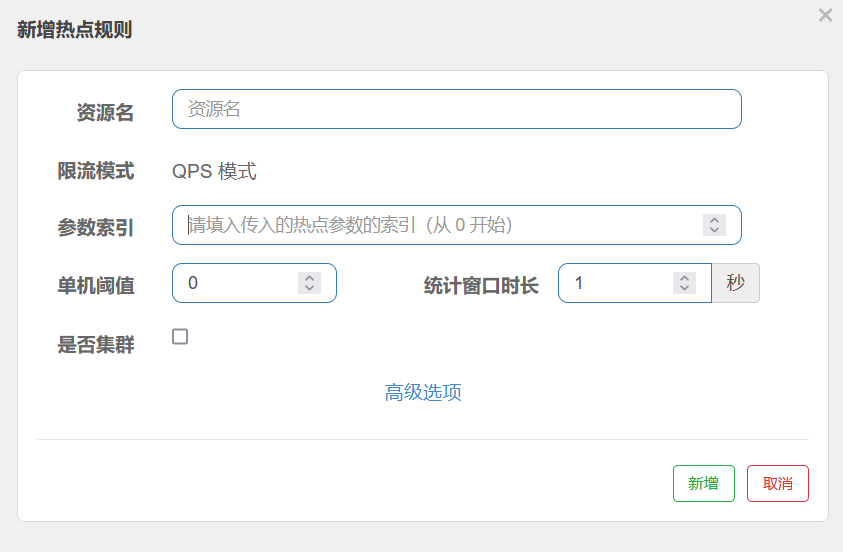 新增热点规则
×
资源名 资源名
限流模式 QPS 模式
参数索引 请填入传入的热点参数的索引（从 0 开始）
单机阈值 0 统计窗口时长 1 秒
是否集群
高级选项
新增 取消